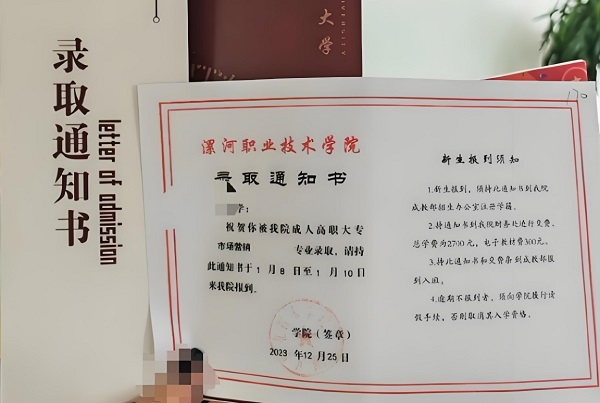 录取通知书
letter of admission
大学
170
漯河职业技术学院
录取通知书
学:
祝贺你被我院成人高职大专
市场营销 专业录取,请持
此通知书于1月8日至1月10日
来我院报到。
学院(签章)
2023年12月25日
新生报到须知
1.新生报到,须持此通知书到我院
成教部招生办公室注册学籍。
2.持通知书到我院财务处进行交费,
总学费为2700元,电子教材费300元。
3.持此通知书和交费条到成教部报
到入班。
4.逾期不报到者,须向学院履行请
假手续,否则取消其入学资格。